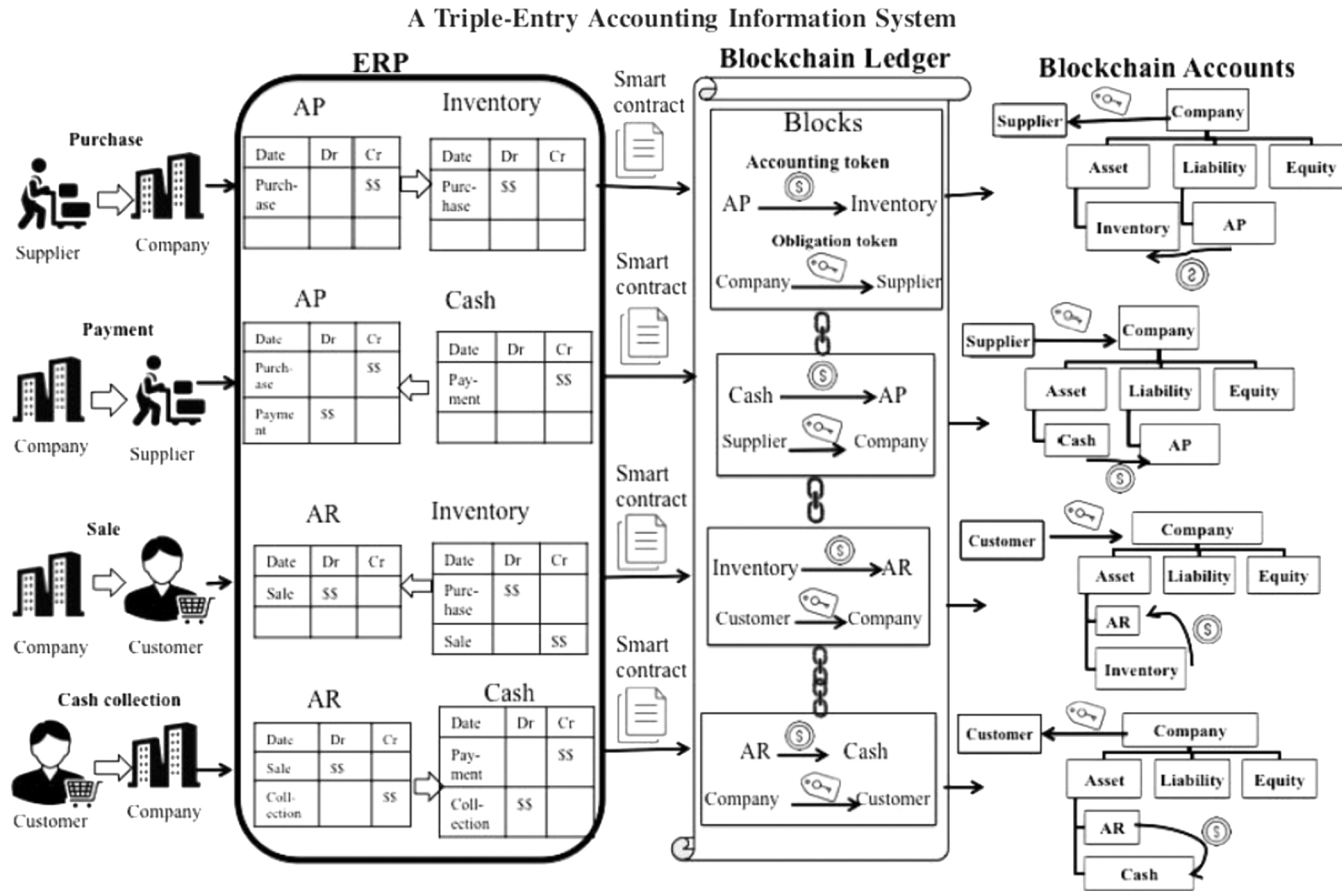 A Triple-Entry Accounting Information System
ERP
Blockchain Ledger
Blockchain Accounts
Purchase
Supplier
Company
AP
Date Dr Cr
Purch-
ase
$$
Inventory
Date Dr Cr
Purc-
hase
$$
Smart
contract
Blocks
Accounting token
$
AP
Inventory
Obligation token
Company
Supplier
Supplier
Company
Asset
Liability
Equity
Inventory
AP
$
Payment
Company
Supplier
AP
Date Dr Cr
Purch-
ase
$$
Payme
nt
$$
Cash
Date Dr Cr
Pay-
ment
$$
Smart
contract
$
Cash
AP
Supplier
Company
Supplier
Company
Asset
Liability
Equity
Cash
AP
$
Sale
Company
Customer
AR
Date Dr Cr
Sale $$
Inventory
Date Dr Cr
Purc-
hase
$$
Sale $$
Smart
contract
$
Inventory
AR
Customer
Company
Customer
Company
Asset
Liability
Equity
AR
Inventory
$
Cash collection
Customer
Company
AR
Date Dr Cr
Sale $$
Coll-
ection
$$
Cash
Date Dr Cr
Pay-
ment
$$
Coll-
ection
$$
Smart
contract
$
AR
Cash
Company
Customer
Customer
Company
Asset
Liability
Equity
AR
Cash
$